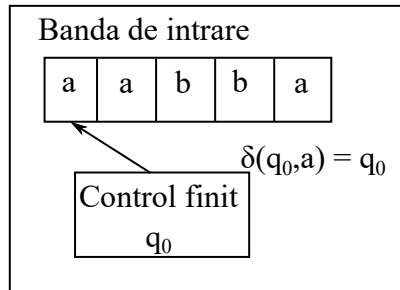 Banda de intrare
a a b b a
δ(q₀,a) = q₀
Control finit
q₀